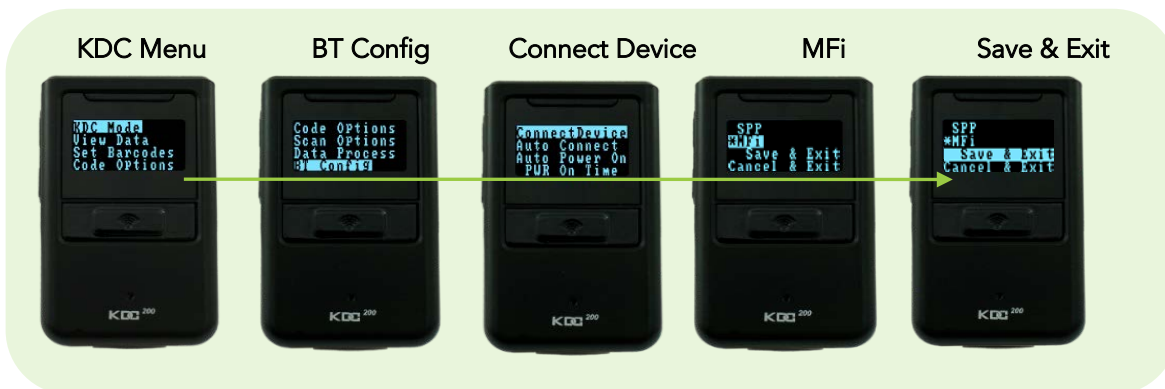 KDC Menu
BT Config
Connect Device
MFi
Save & Exit
KDC Mode
View Data
Set Barcodes
Code Options
Code Options
Scan Options
Data Process
BT Config
ConnectDevice
Auto Connect
Auto Power On
PWR On Time
SPP
*MFi
Save & Exit
Cancel & Exit
SPP
*MFi
Save & Exit
Cancel & Exit
KDC 200
KDC 200
KDC 200
KDC 200
KDC 200